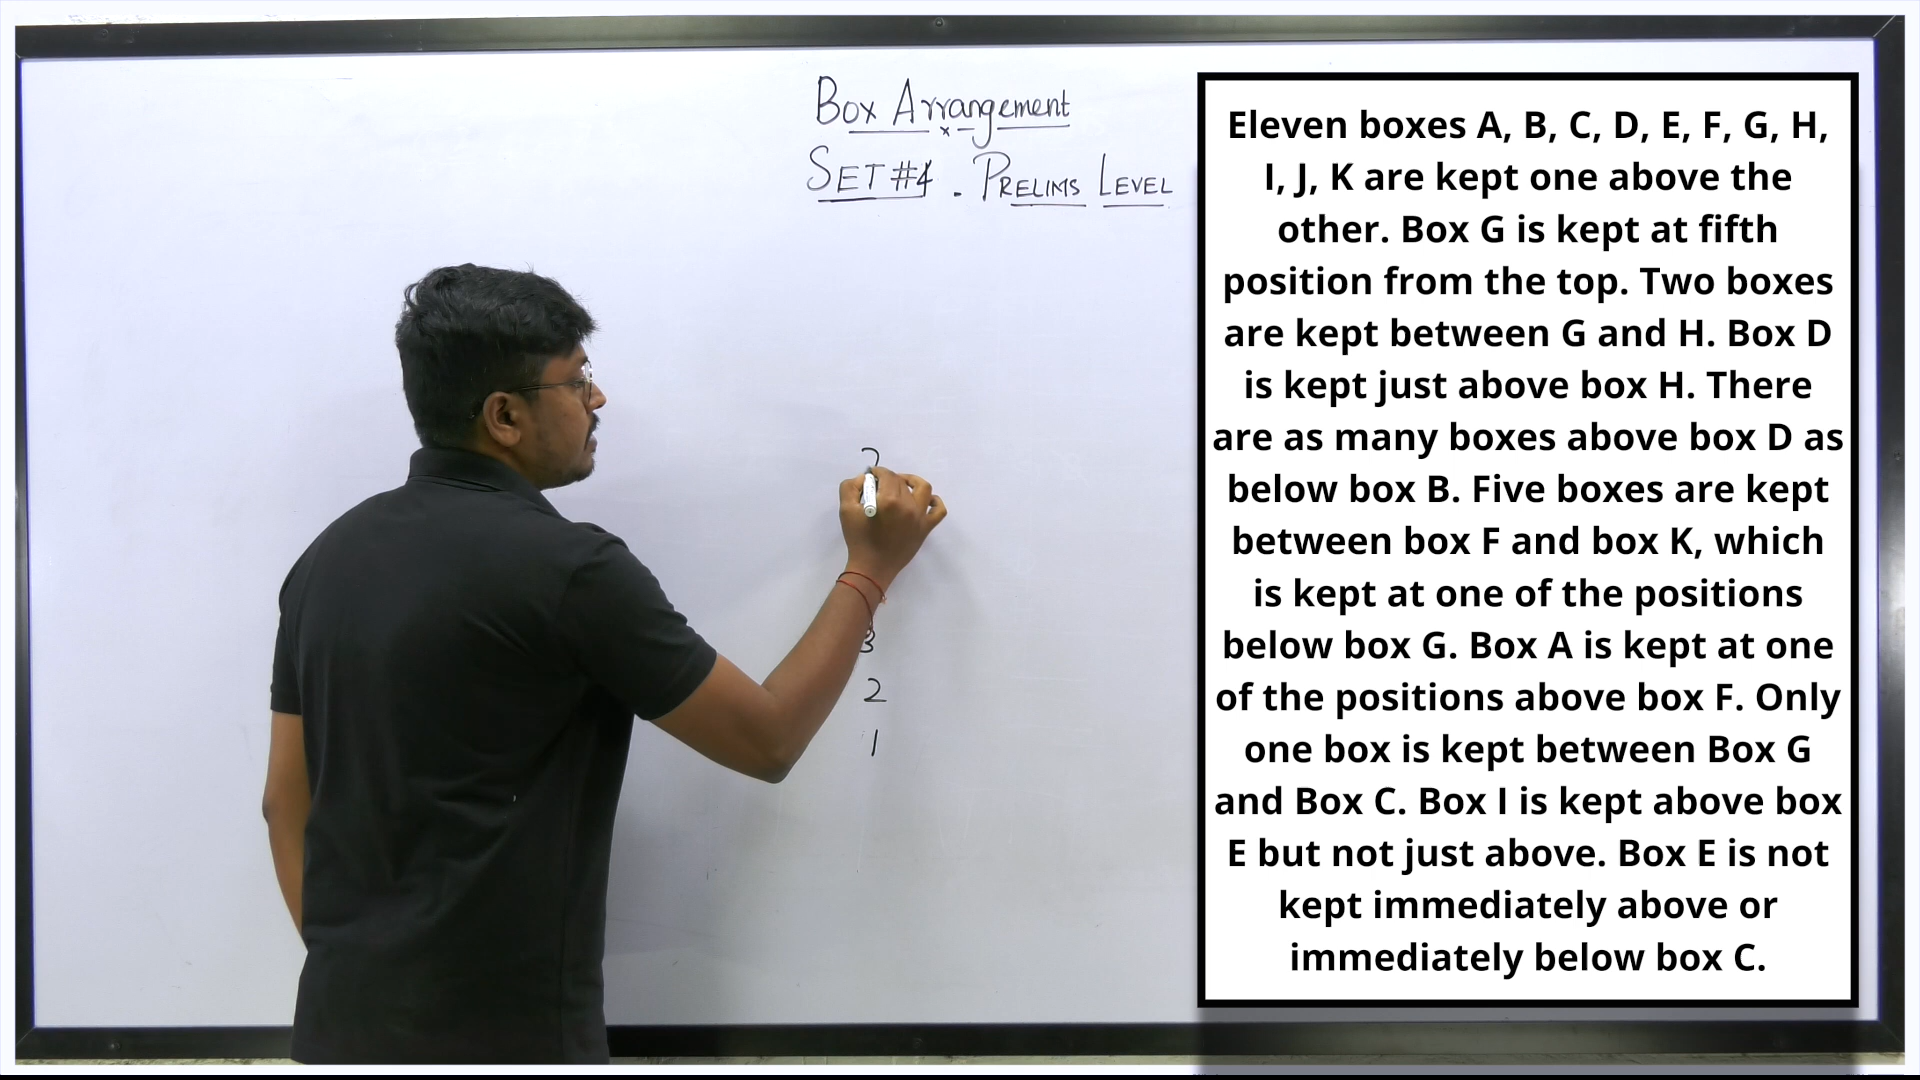 Box Arrangement
SET #4 - PRELIMS LEVEL
Eleven boxes A, B, C, D, E, F, G, H,
I, J, K are kept one above the
other. Box G is kept at fifth
position from the top. Two boxes
are kept between G and H. Box D
is kept just above box H. There
are as many boxes above box D as
below box B. Five boxes are kept
between box F and box K, which
is kept at one of the positions
below box G. Box A is kept at one
of the positions above box F. Only
one box is kept between Box G
and Box C. Box I is kept above box
E but not just above. Box E is not
kept immediately above or
immediately below box C.
3
2
1